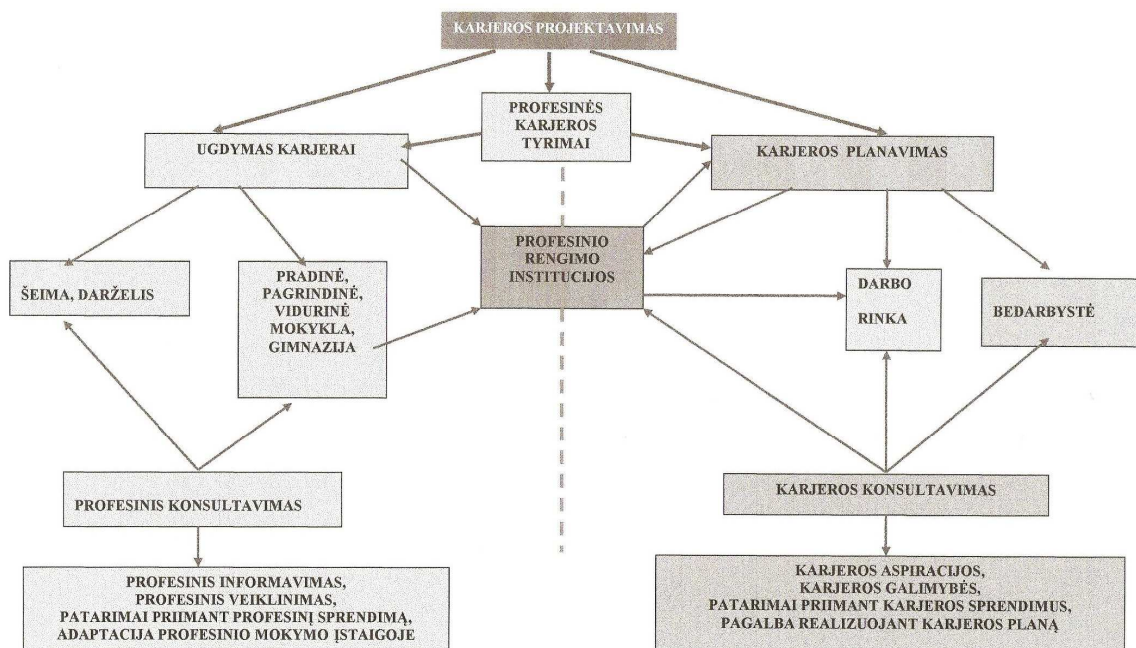 KARJEROS PROJEKTAVIMAS
PROFESINĖS
KARJEROS
TYRIMAI
UGDYMAS KARJERAI
KARJEROS PLANAVIMAS
PROFESINIO
RENGIMO
INSTITUCIJOS
ŠEIMA, DARŽELIS
PRADINĖ,
PAGRINDINĖ,
VIDURINĖ
MOKYKLA,
GIMNAZIJA
DARBO
RINKA
BEDARBYSTĖ
PROFESINIS KONSULTAVIMAS
KARJEROS KONSULTAVIMAS
PROFESINIS INFORMAVIMAS,
PROFESINIS VEIKLINIMAS,
PATARIMAI PRIIMANT PROFESINĮ SPRENDIMĄ,
ADAPTACIJA PROFESINIO MOKYMO ĮSTAIGOJE
KARJEROS ASPIRACIJOS,
KARJEROS GALIMYBĖS,
PATARIMAI PRIIMANT KARJEROS SPRENDIMUS,
PAGALBA REALIZUOJANT KARJEROS PLANĄ